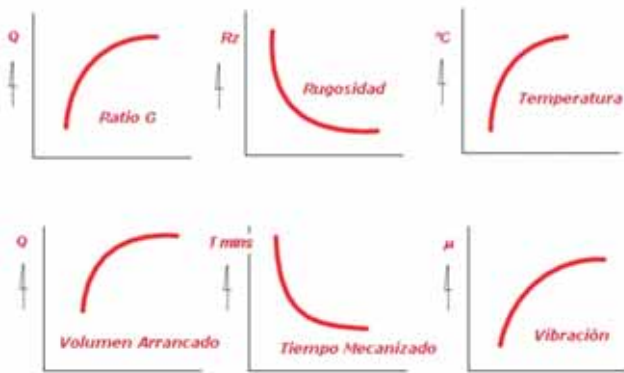 Q
Ratio G
Rz
Rugosidad
°C
Temperatura
Q
Volumen Arrancado
T mins
Tiempo Mecanizado
µ
Vibración